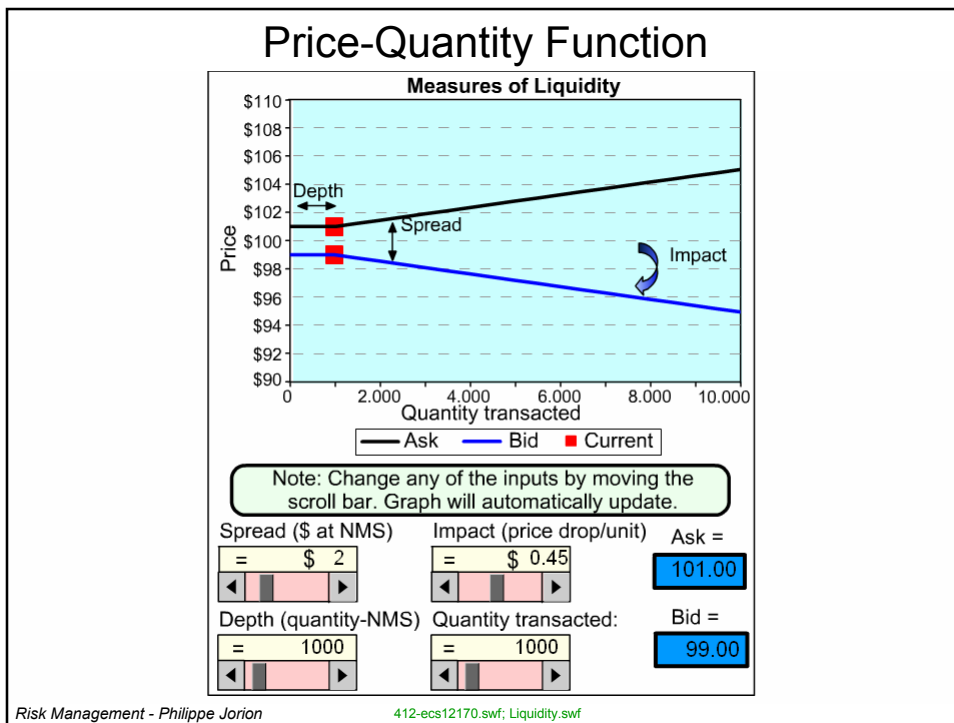 Price-Quantity Function
Measures of Liquidity
$110
$108
$106
$104
$102
$100
$98
$96
$94
$92
$90
Price
Depth
Spread
Impact
0 2.000 4.000 6.000 8.000 10.000
Quantity transacted
Ask Bid Current
Note: Change any of the inputs by moving the
scroll bar. Graph will automatically update.
Spread ($ at NMS) Impact (price drop/unit) Ask =
= $ 2 = $ 0.45 101.00
Depth (quantity-NMS) Quantity transacted: Bid =
= 1000 = 1000 99.00
Risk Management - Philippe Jorion 412-ecs12170.swf; Liquidity.swf